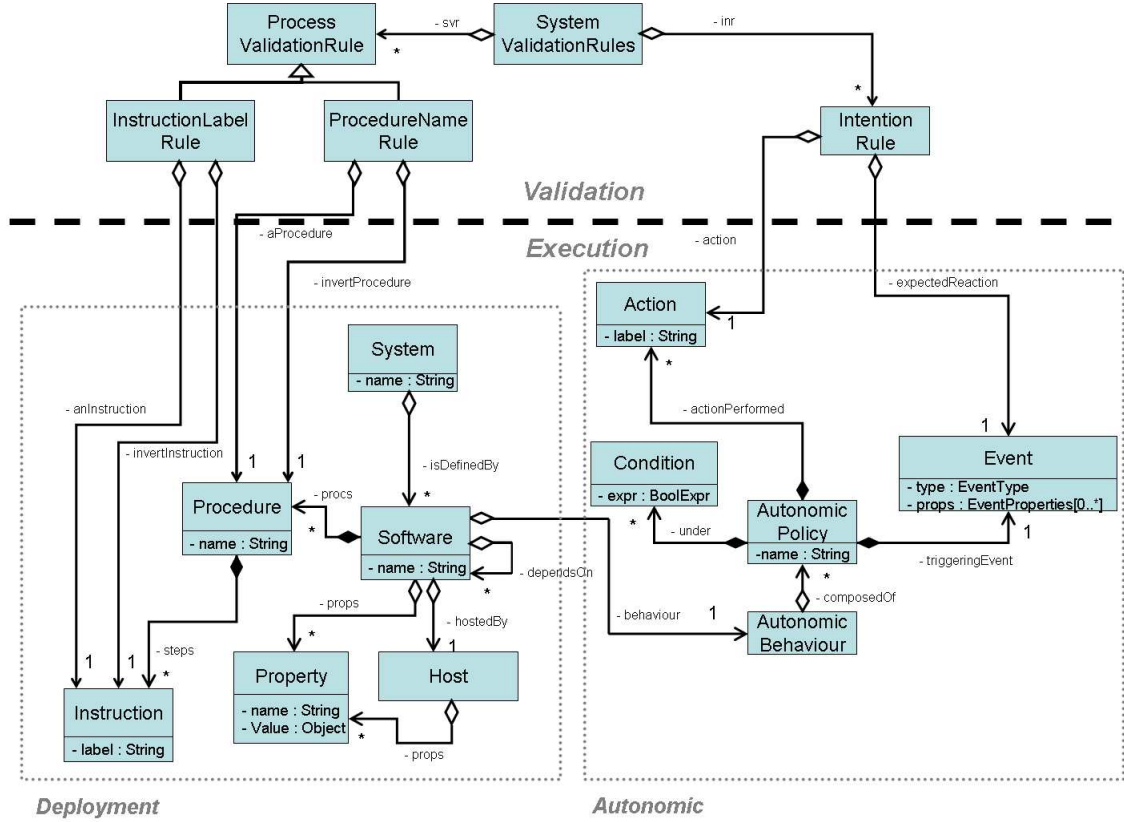 Process
ValidationRule
- svr
*
System
ValidationRules
- inr
*
InstructionLabel
Rule
ProcedureName
Rule
Intention
Rule
Validation
Execution
- aProcedure
- action
- invertProcedure
- expectedReaction
Action
- label : String
1
*
System
- name : String
- anInstruction
- invertInstruction
- actionPerformed
1
1
1
- isDefinedBy
*
Condition
- expr : BoolExpr
*
Event
- type : EventType
- props : EventProperties[0..*]
1
Procedure
- name : String
- procs
*
Software
- name : String
- dependsOn
*
- under
Autonomic
Policy
-name : String
*
- triggeringEvent
- composedOf
- props
*
- hostedBy
1
- behaviour
1
Autonomic
Behaviour
1
1
- steps
*
Property
- name : String
- Value : Object
*
Host
- props
Instruction
- label : String
Deployment
Autonomic